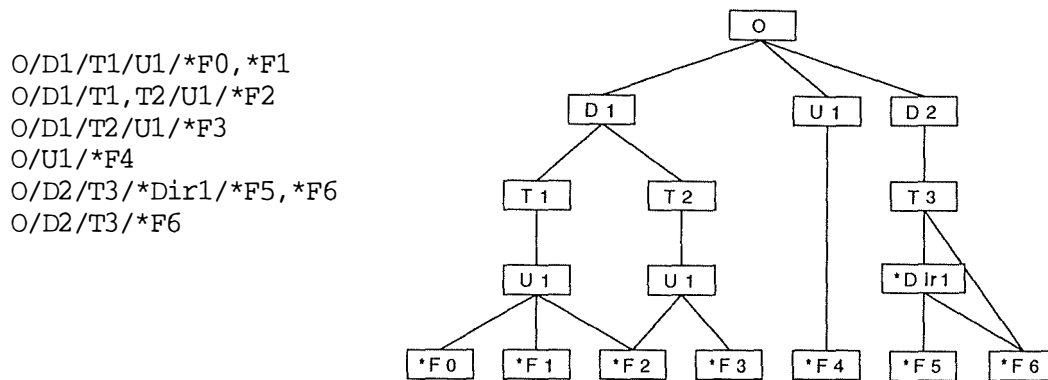 O/D1/T1/U1/*F0,*F1
O/D1/T1,T2/U1/*F2
O/D1/T2/U1/*F3
O/U1/*F4
O/D2/T3/*Dir1/*F5,*F6
O/D2/T3/*F6
O
D1 U1 D2
T1 T2 T3
U1 U1 *Dir1
*F0 *F1 *F2 *F3 *F4 *F5 *F6